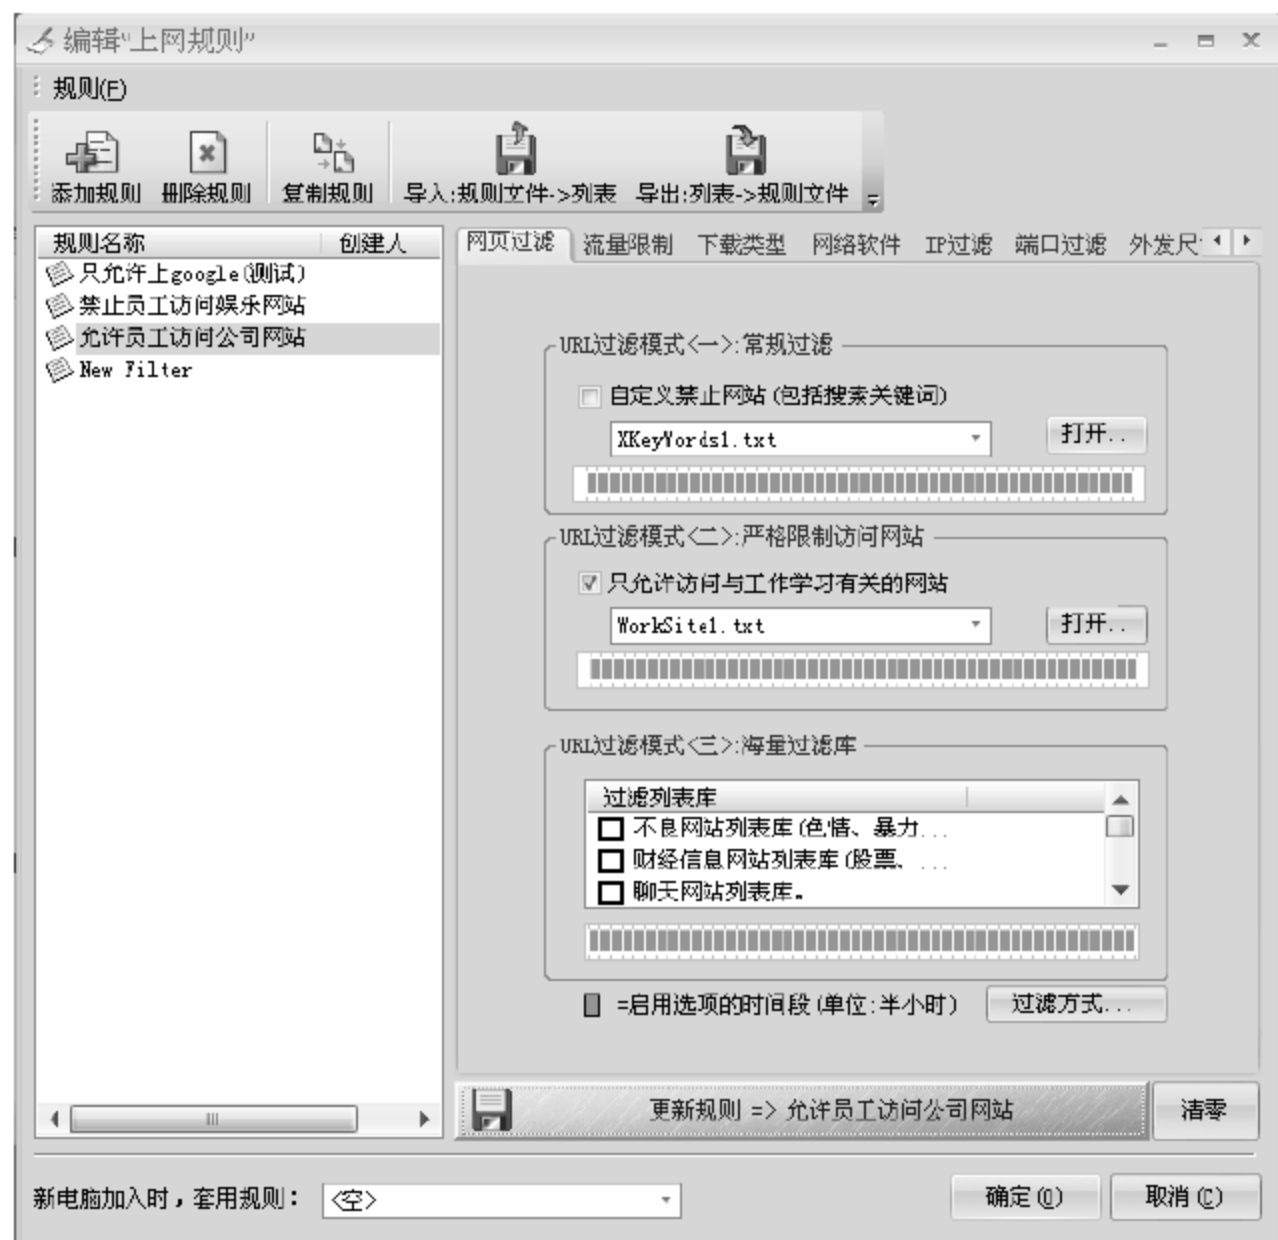 编辑“上网规则”
规则(F)
添加规则 删除规则 复制规则 导入:规则文件->列表 导出:列表->规则文件
规则名称 创建人
只允许上google(测试)
禁止员工访问娱乐网站
允许员工访问公司网站
New Filter
网页过滤 流量限制 下载类型 网络软件 IP过滤 端口过滤 外发尺
URL过滤模式<一>:常规过滤
自定义禁止网站(包括搜索关键词)
XKeyWords1.txt 打开..
URL过滤模式<二>:严格限制访问网站
只允许访问与工作学习有关的网站
WorkSite1.txt 打开..
URL过滤模式<三>:海量过滤库
过滤列表库
不良网站列表库(色情、暴力...
财经信息网站列表库(股票、...
聊天网站列表库。
=启用选项的时间段(单位:半小时) 过滤方式...
更新规则 => 允许员工访问公司网站 清零
新电脑加入时，套用规则： <空> 确定(O) 取消(C)